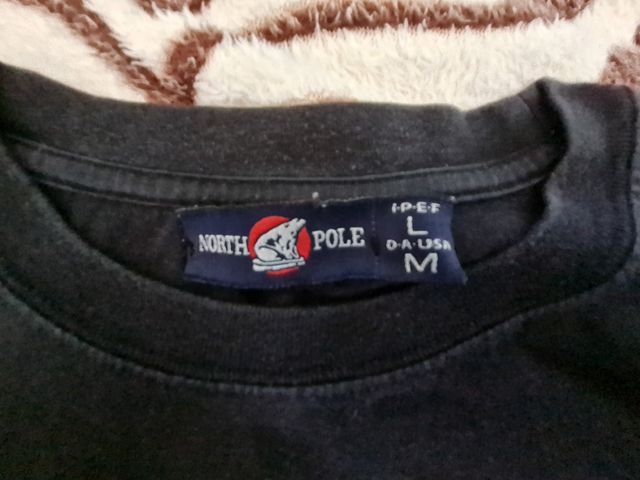 NORTH POLE
I·P·E·F
L
D·A·USA
M